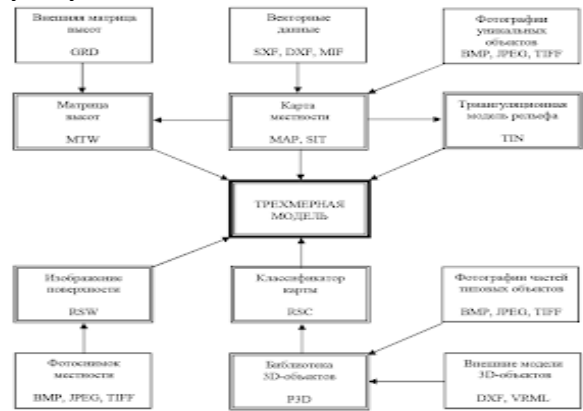 Внешняя матрица
высот
GRD
Векторные
данные
SXF, DXF, MIF
Фотографии
уникальных
объектов
BMP, JPEG, TIFF
Матрица
высот
MTW
Карта
местности
MAP, SIT
Триангуляционная
модель рельефа
TIN
ТРЕХМЕРНАЯ
МОДЕЛЬ
Изображение
поверхности
RSW
Классификатор
карты
RSC
Фотографии частей
типовых объектов
BMP, JPEG, TIFF
Фотоснимок
местности
BMP, JPEG, TIFF
Библиотека
3D-объектов
P3D
Внешние модели
3D-объектов
DXF, VRML